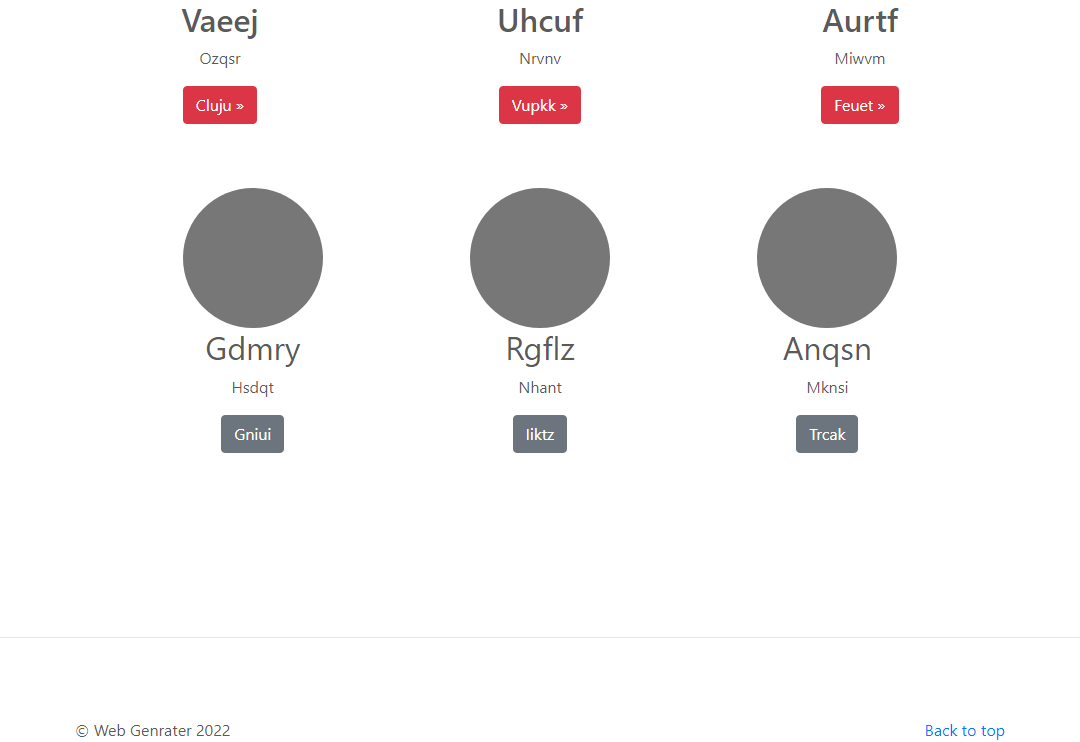 Vaeej Uhcuf Aurtf
Ozqsr Nrvnv Miwvm
Cluju » Vupkk » Feuet »
Gdmry Rgflz Anqsn
Hsdqt Nhant Mknsi
Gniui Iiktz Trcak
© Web Genrater 2022 Back to top